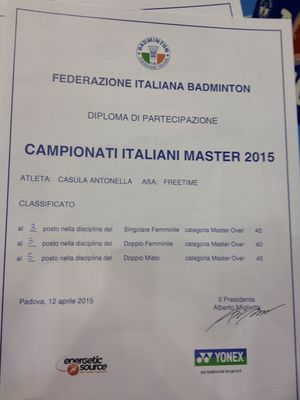 BADMINTON
FEDERAZIONE ITALIANA BADMINTON
DIPLOMA DI PARTECIPAZIONE
CAMPIONATI ITALIANI MASTER 2015
ATLETA: CASULA ANTONELLA ASA: FREETIME
CLASSIFICATO
al 3 posto nella disciplina del Singolare Femminile categoria Master Over 45
al 5 posto nella disciplina del Doppio Femminile categoria Master Over 40
al 5 posto nella disciplina del Doppio Misto categoria Master Over 45
Padova, 12 aprile 2015
Il Presidente
Alberto Miglietta
energetic source
YONEX